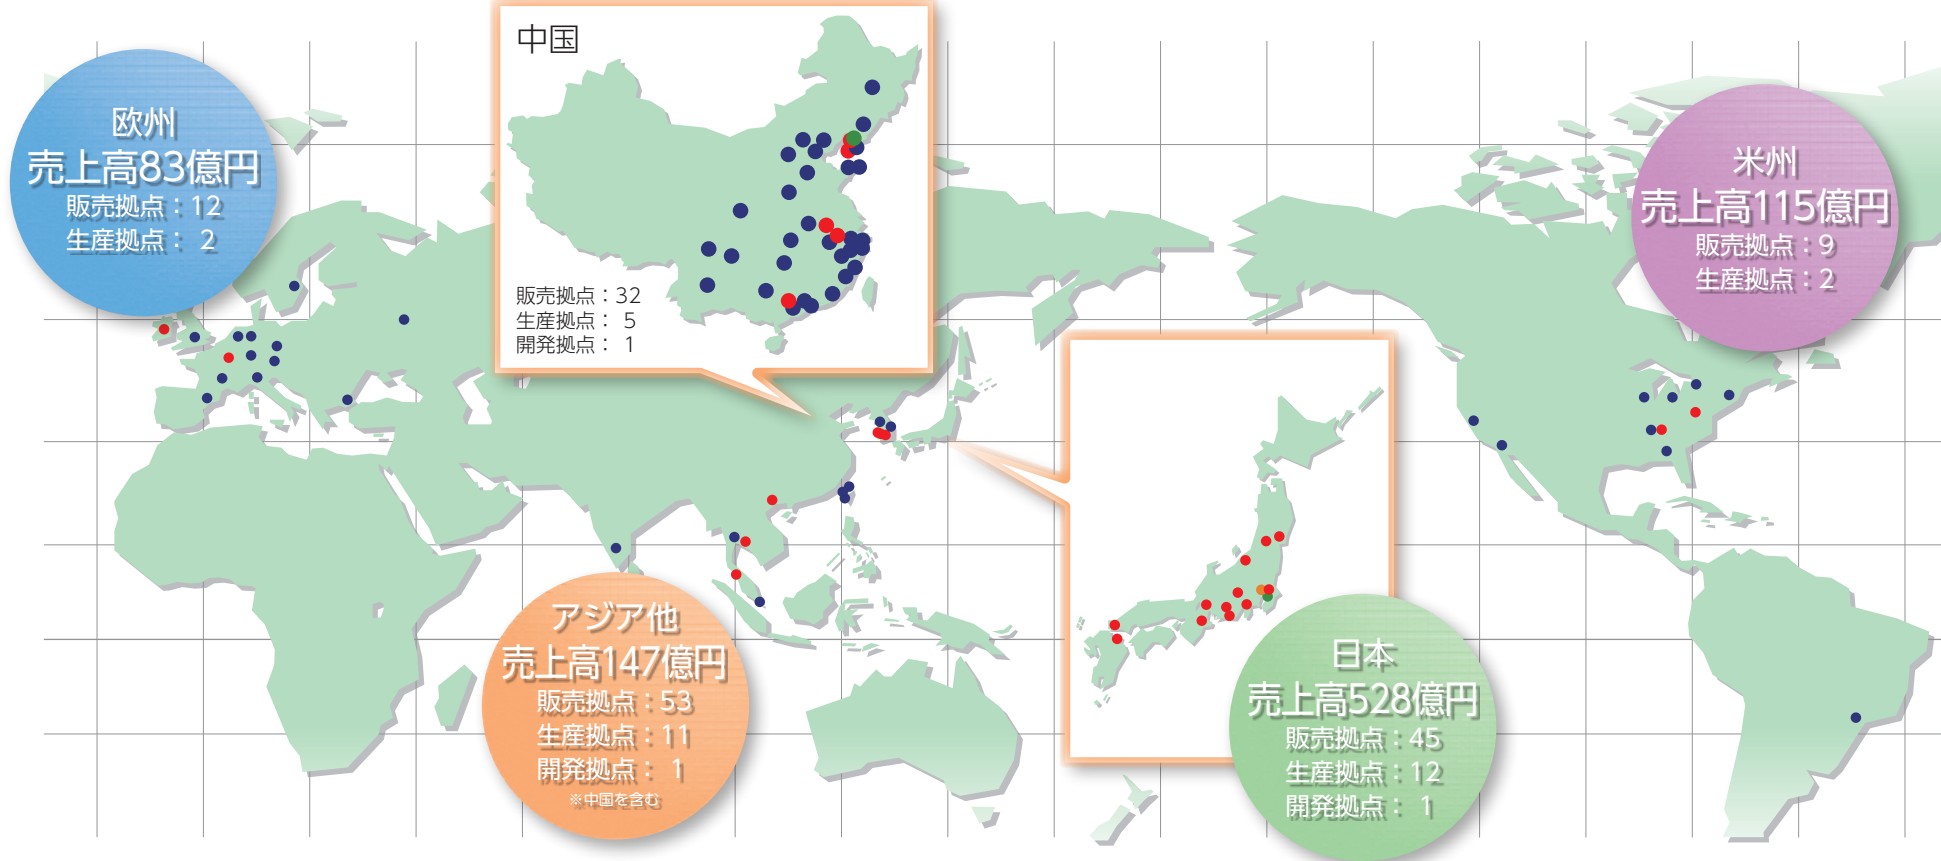 欧州
売上高83億円
販売拠点：12
生産拠点： 2
中国
販売拠点：32
生産拠点： 5
開発拠点： 1
米州
売上高115億円
販売拠点：9
生産拠点：2
アジア他
売上高147億円
販売拠点：53
生産拠点：11
開発拠点： 1
※中国を含む
日本
売上高528億円
販売拠点：45
生産拠点：12
開発拠点： 1